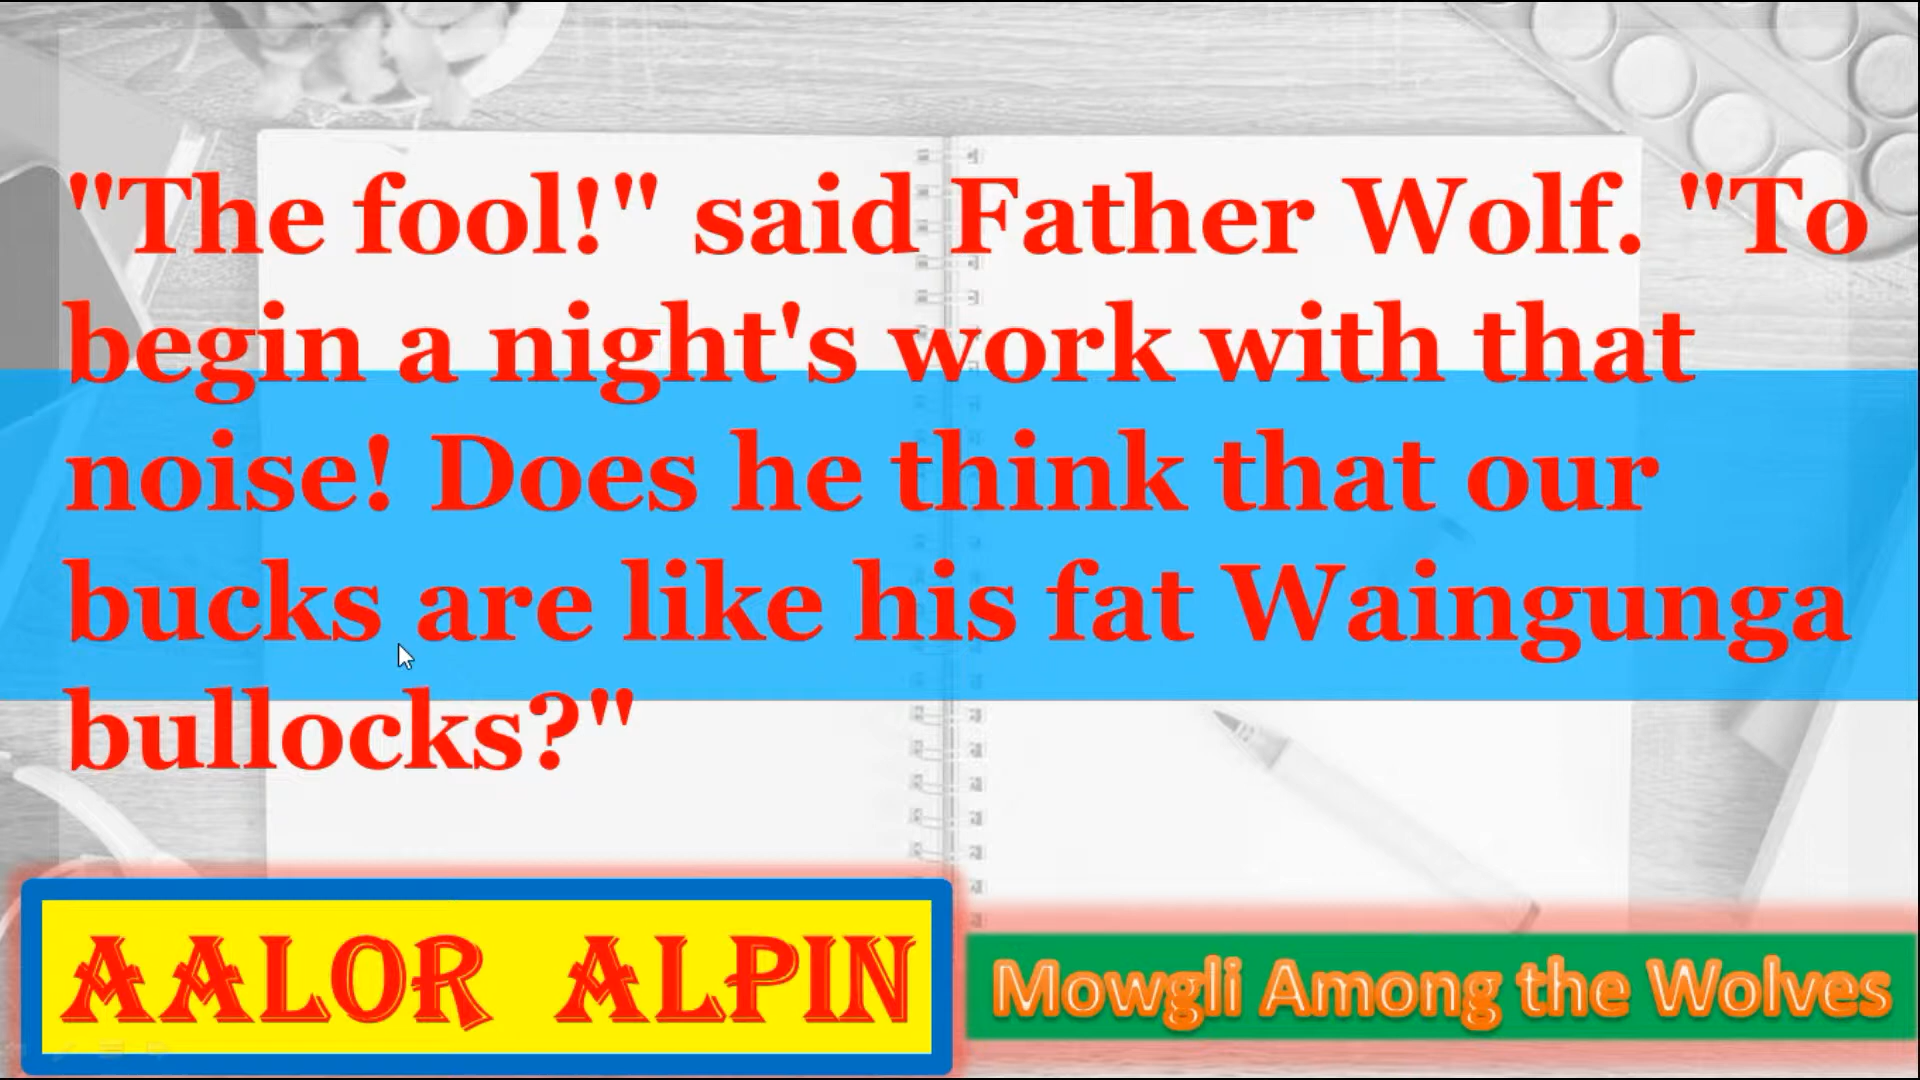 "The fool!" said Father Wolf. "To
begin a night's work with that
noise! Does he think that our
bucks are like his fat Waingunga
bullocks?"
AALOR ALPIN
Mowgli Among the Wolves